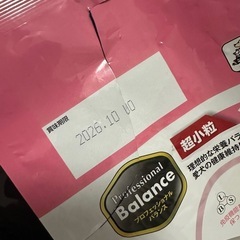 賞味期限
2026.10.10
Professional
Balance
プロフェッショナル
バランス
超小粒
理想的な栄養バラ
愛犬の健康維持